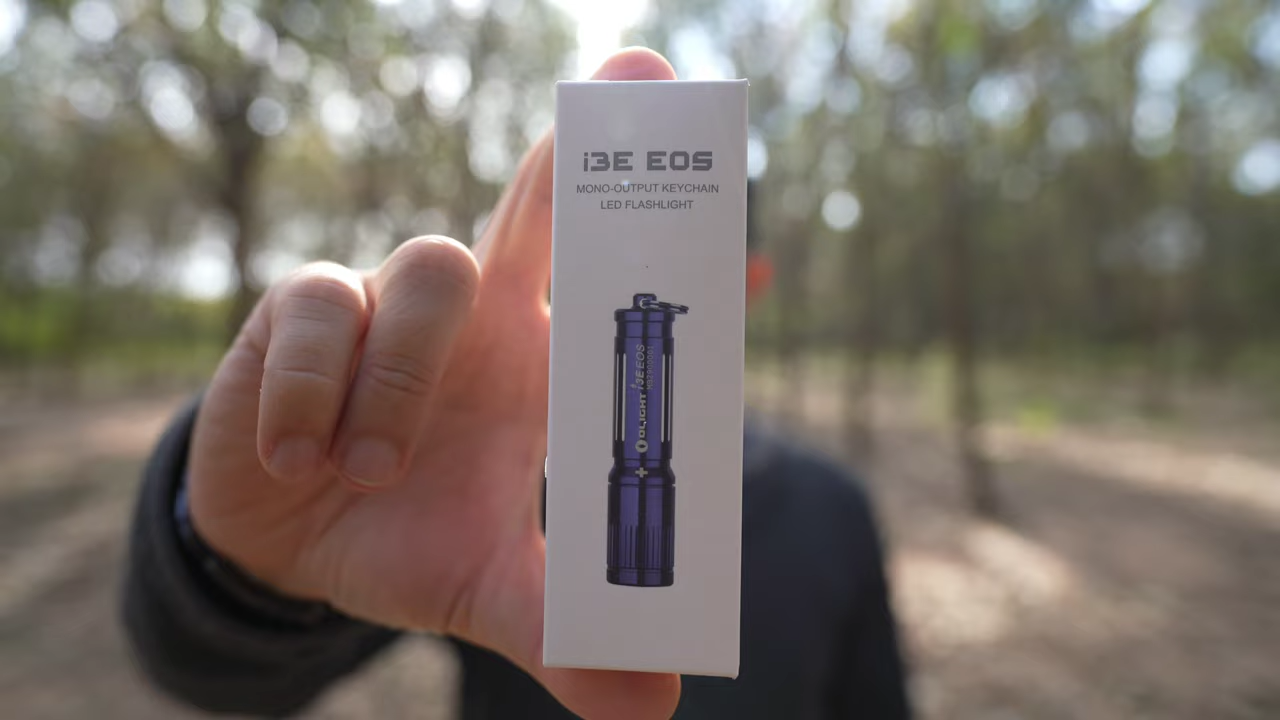 i3E EOS
MONO-OUTPUT KEYCHAIN
LED FLASHLIGHT
OLIGHT i3E EOS